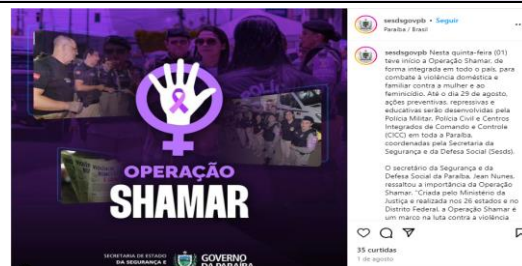 POLÍC
OPERAÇÃO
SHAMAR
SECRETARIA DE ESTADO
DA SEGURANÇA E
GOVERNO
DA PARAÍBA
sesdsgovpb • Seguir
Paraíba / Brasil
sesdsgovpb Nesta quinta-feira (01)
teve início a Operação Shamar, de
forma integrada em todo o país, para
combate à violência doméstica e
familiar contra a mulher e ao
feminicídio. Até o dia 29 de agosto,
ações preventivas, repressivas e
educativas serão desenvolvidas pela
Polícia Militar, Polícia Civil e Centros
Integrados de Comando e Controle
(CICC) em toda a Paraíba,
coordenadas pela Secretaria da
Segurança e da Defesa Social (Sesds).
O secretário da Segurança e da
Defesa Social da Paraíba, Jean Nunes,
ressaltou a importância da Operação
Shamar. "Criada pelo Ministério da
Justiça e realizada nos 26 estados e no
Distrito Federal, a Operação Shamar é
um marco na luta contra a violência
35 curtidas
1 de agosto